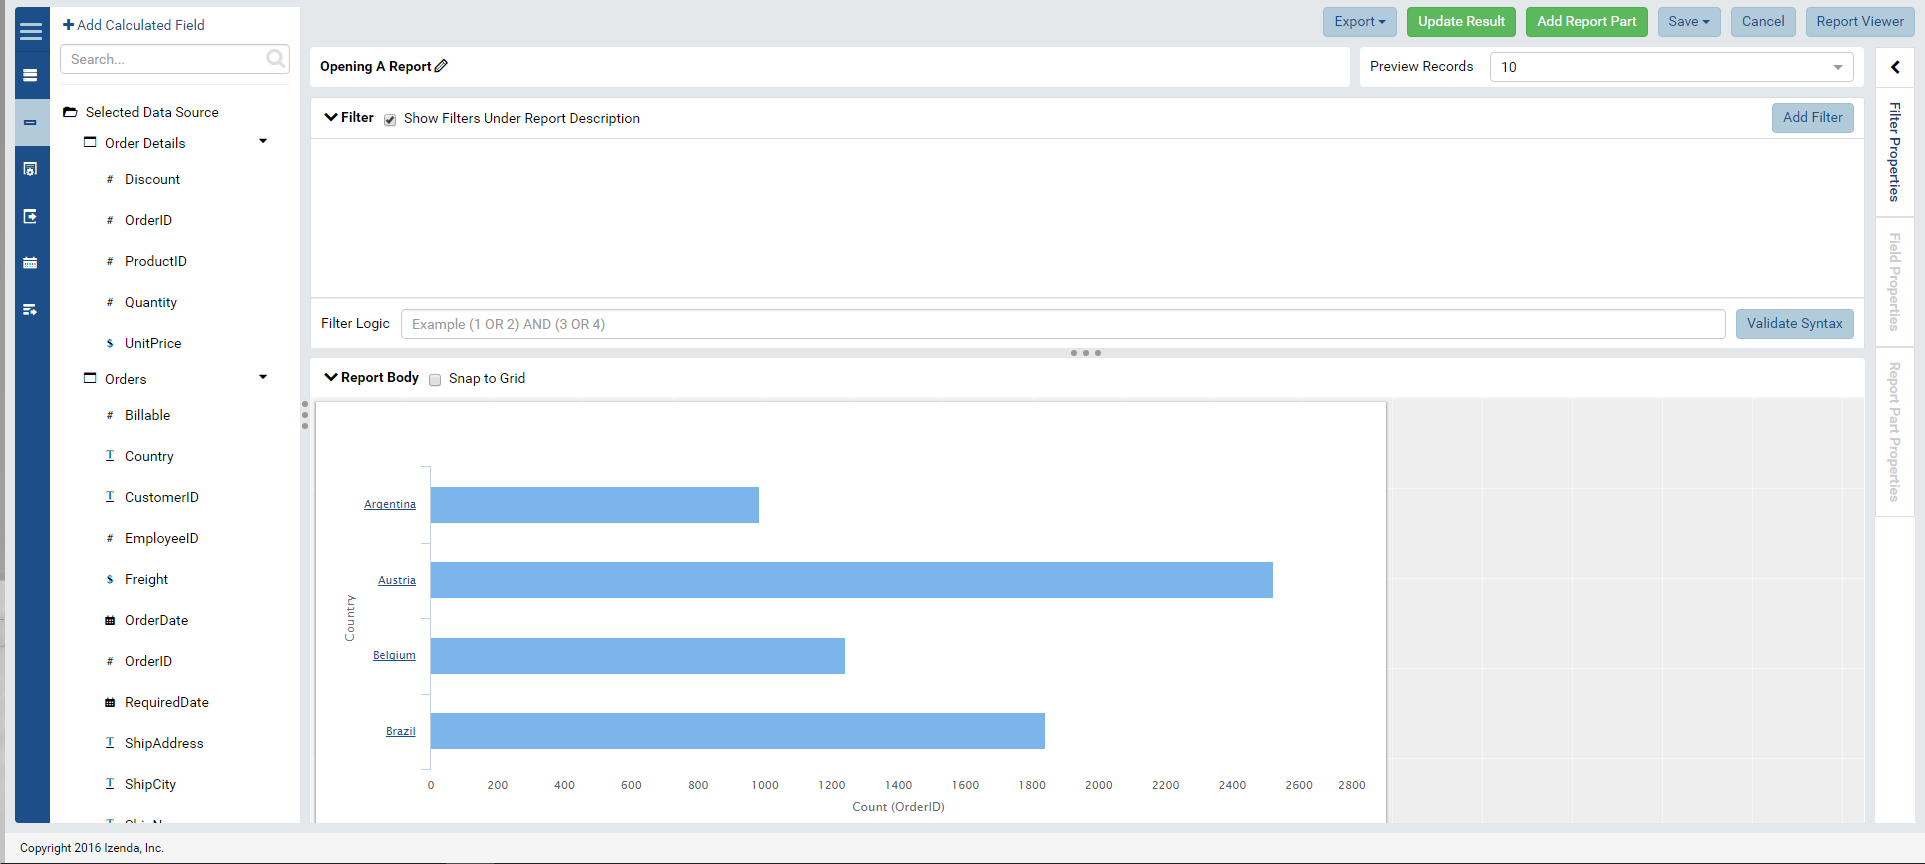 Add Calculated Field
Search...
Selected Data Source
Order Details
# Discount
# OrderID
# ProductID
# Quantity
$ UnitPrice
Orders
# Billable
T Country
T CustomerID
# EmployeeID
$ Freight
OrderDate
# OrderID
RequiredDate
T ShipAddress
T ShipCity
Export
Update Result
Add Report Part
Save
Cancel
Report Viewer
Opening A Report
Preview Records
10
Filter
Show Filters Under Report Description
Add Filter
Filter Logic
Example (1 OR 2) AND (3 OR 4)
Validate Syntax
Report Body
Snap to Grid
Country
Argentina
Austria
Belgium
Brazil
0 200 400 600 800 1000 1200 1400 1600 1800 2000 2200 2400 2600 2800
Count (OrderID)
Filter Properties
Field Properties
Report Part Properties
Copyright 2016 Izenda, Inc.